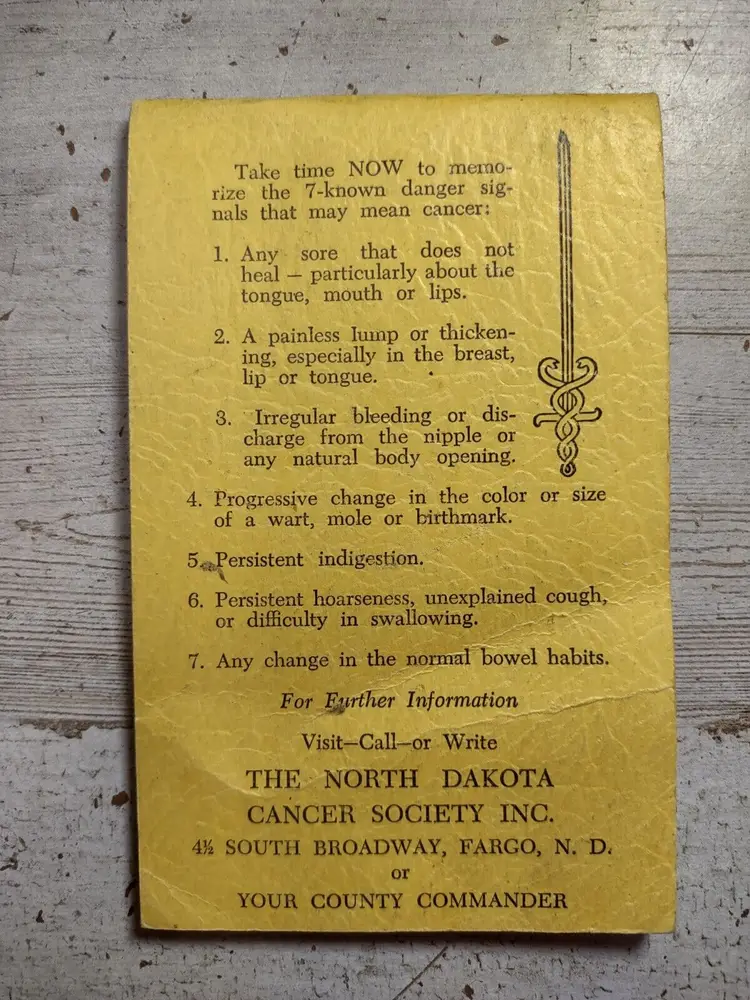 Take time NOW to memo-
rize the 7-known danger sig-
nals that may mean cancer:
1. Any sore that does not
heal — particularly about the
tongue, mouth or lips.
2. A painless lump or thicken-
ing, especially in the breast,
lip or tongue.
3. Irregular bleeding or dis-
charge from the nipple or
any natural body opening.
4. Progressive change in the color or size
of a wart, mole or birthmark.
5. Persistent indigestion.
6. Persistent hoarseness, unexplained cough,
or difficulty in swallowing.
7. Any change in the normal bowel habits.
For Further Information
Visit—Call—or Write
THE NORTH DAKOTA
CANCER SOCIETY INC.
4½ SOUTH BROADWAY, FARGO, N. D.
or
YOUR COUNTY COMMANDER